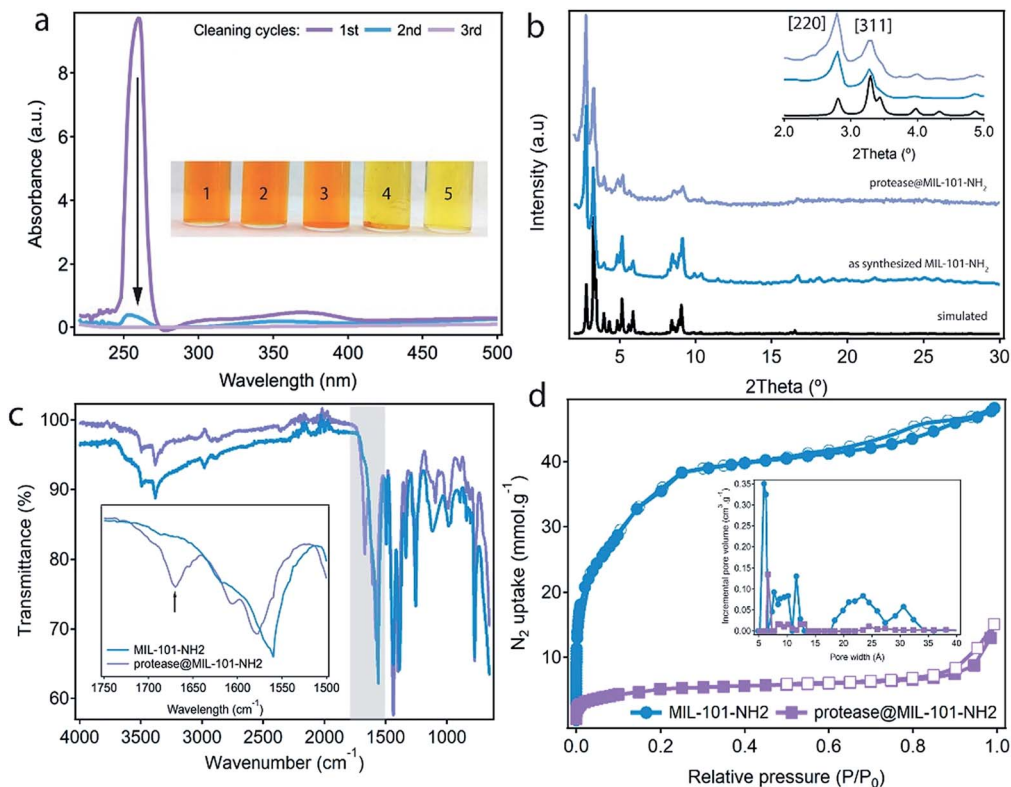 a
Cleaning cycles: 1st 2nd 3rd
8
6
4
2
0
Absorbance (a.u.)
1 2 3 4 5
250 300 350 400 450 500
Wavelength (nm)
b
[220] [311]
2.0 3.0 4.0 5.0
2Theta (º)
Intensity (a.u)
protease@MIL-101-NH2
as synthesized MIL-101-NH2
simulated
5 10 15 20 25 30
2Theta (º)
c
100
90
80
70
60
Transmittance (%)
MIL-101-NH2
protease@MIL-101-NH2
1750 1700 1650 1600 1550 1500
Wavelength (cm-1)
4000 3500 3000 2500 2000 1500 1000
Wavenumber (cm-1)
d
40
30
20
10
N2 uptake (mmol.g-1)
0.35
0.30
0.25
0.20
0.15
0.10
0.05
0.00
Incremental pore volume (cm3.g-1)
5 10 15 20 25 30 35 40
Pore width (Å)
MIL-101-NH2 protease@MIL-101-NH2
0.0 0.2 0.4 0.6 0.8 1.0
Relative pressure (P/P0)